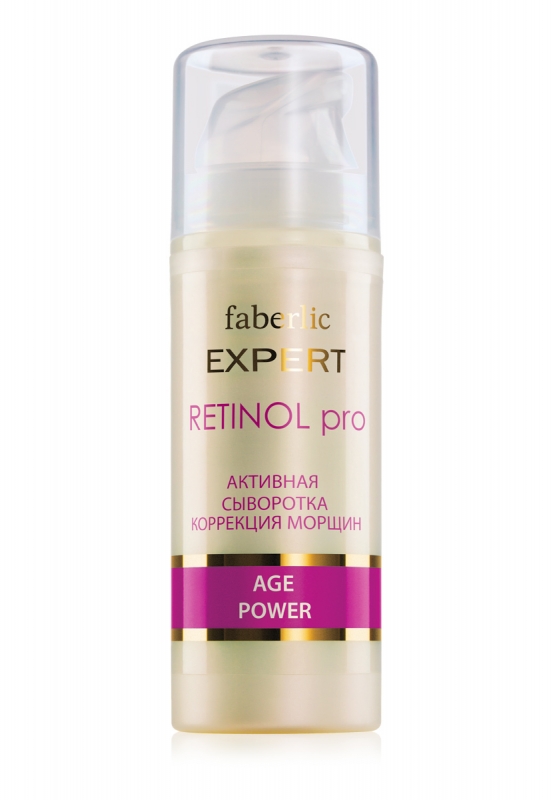 faberlic
EXPERT
RETINOL pro
АКТИВНАЯ
СЫВОРОТКА
КОРРЕКЦИЯ МОРЩИН
AGE
POWER